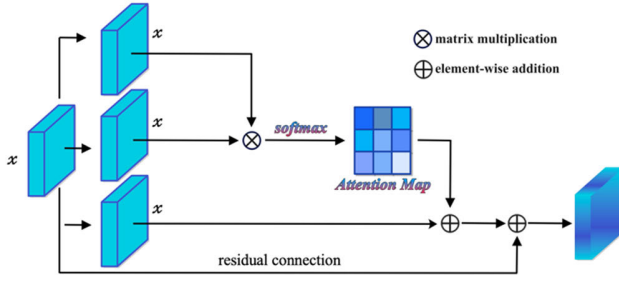 x
x
x
x
matrix multiplication
element-wise addition
softmax
Attention Map
residual connection